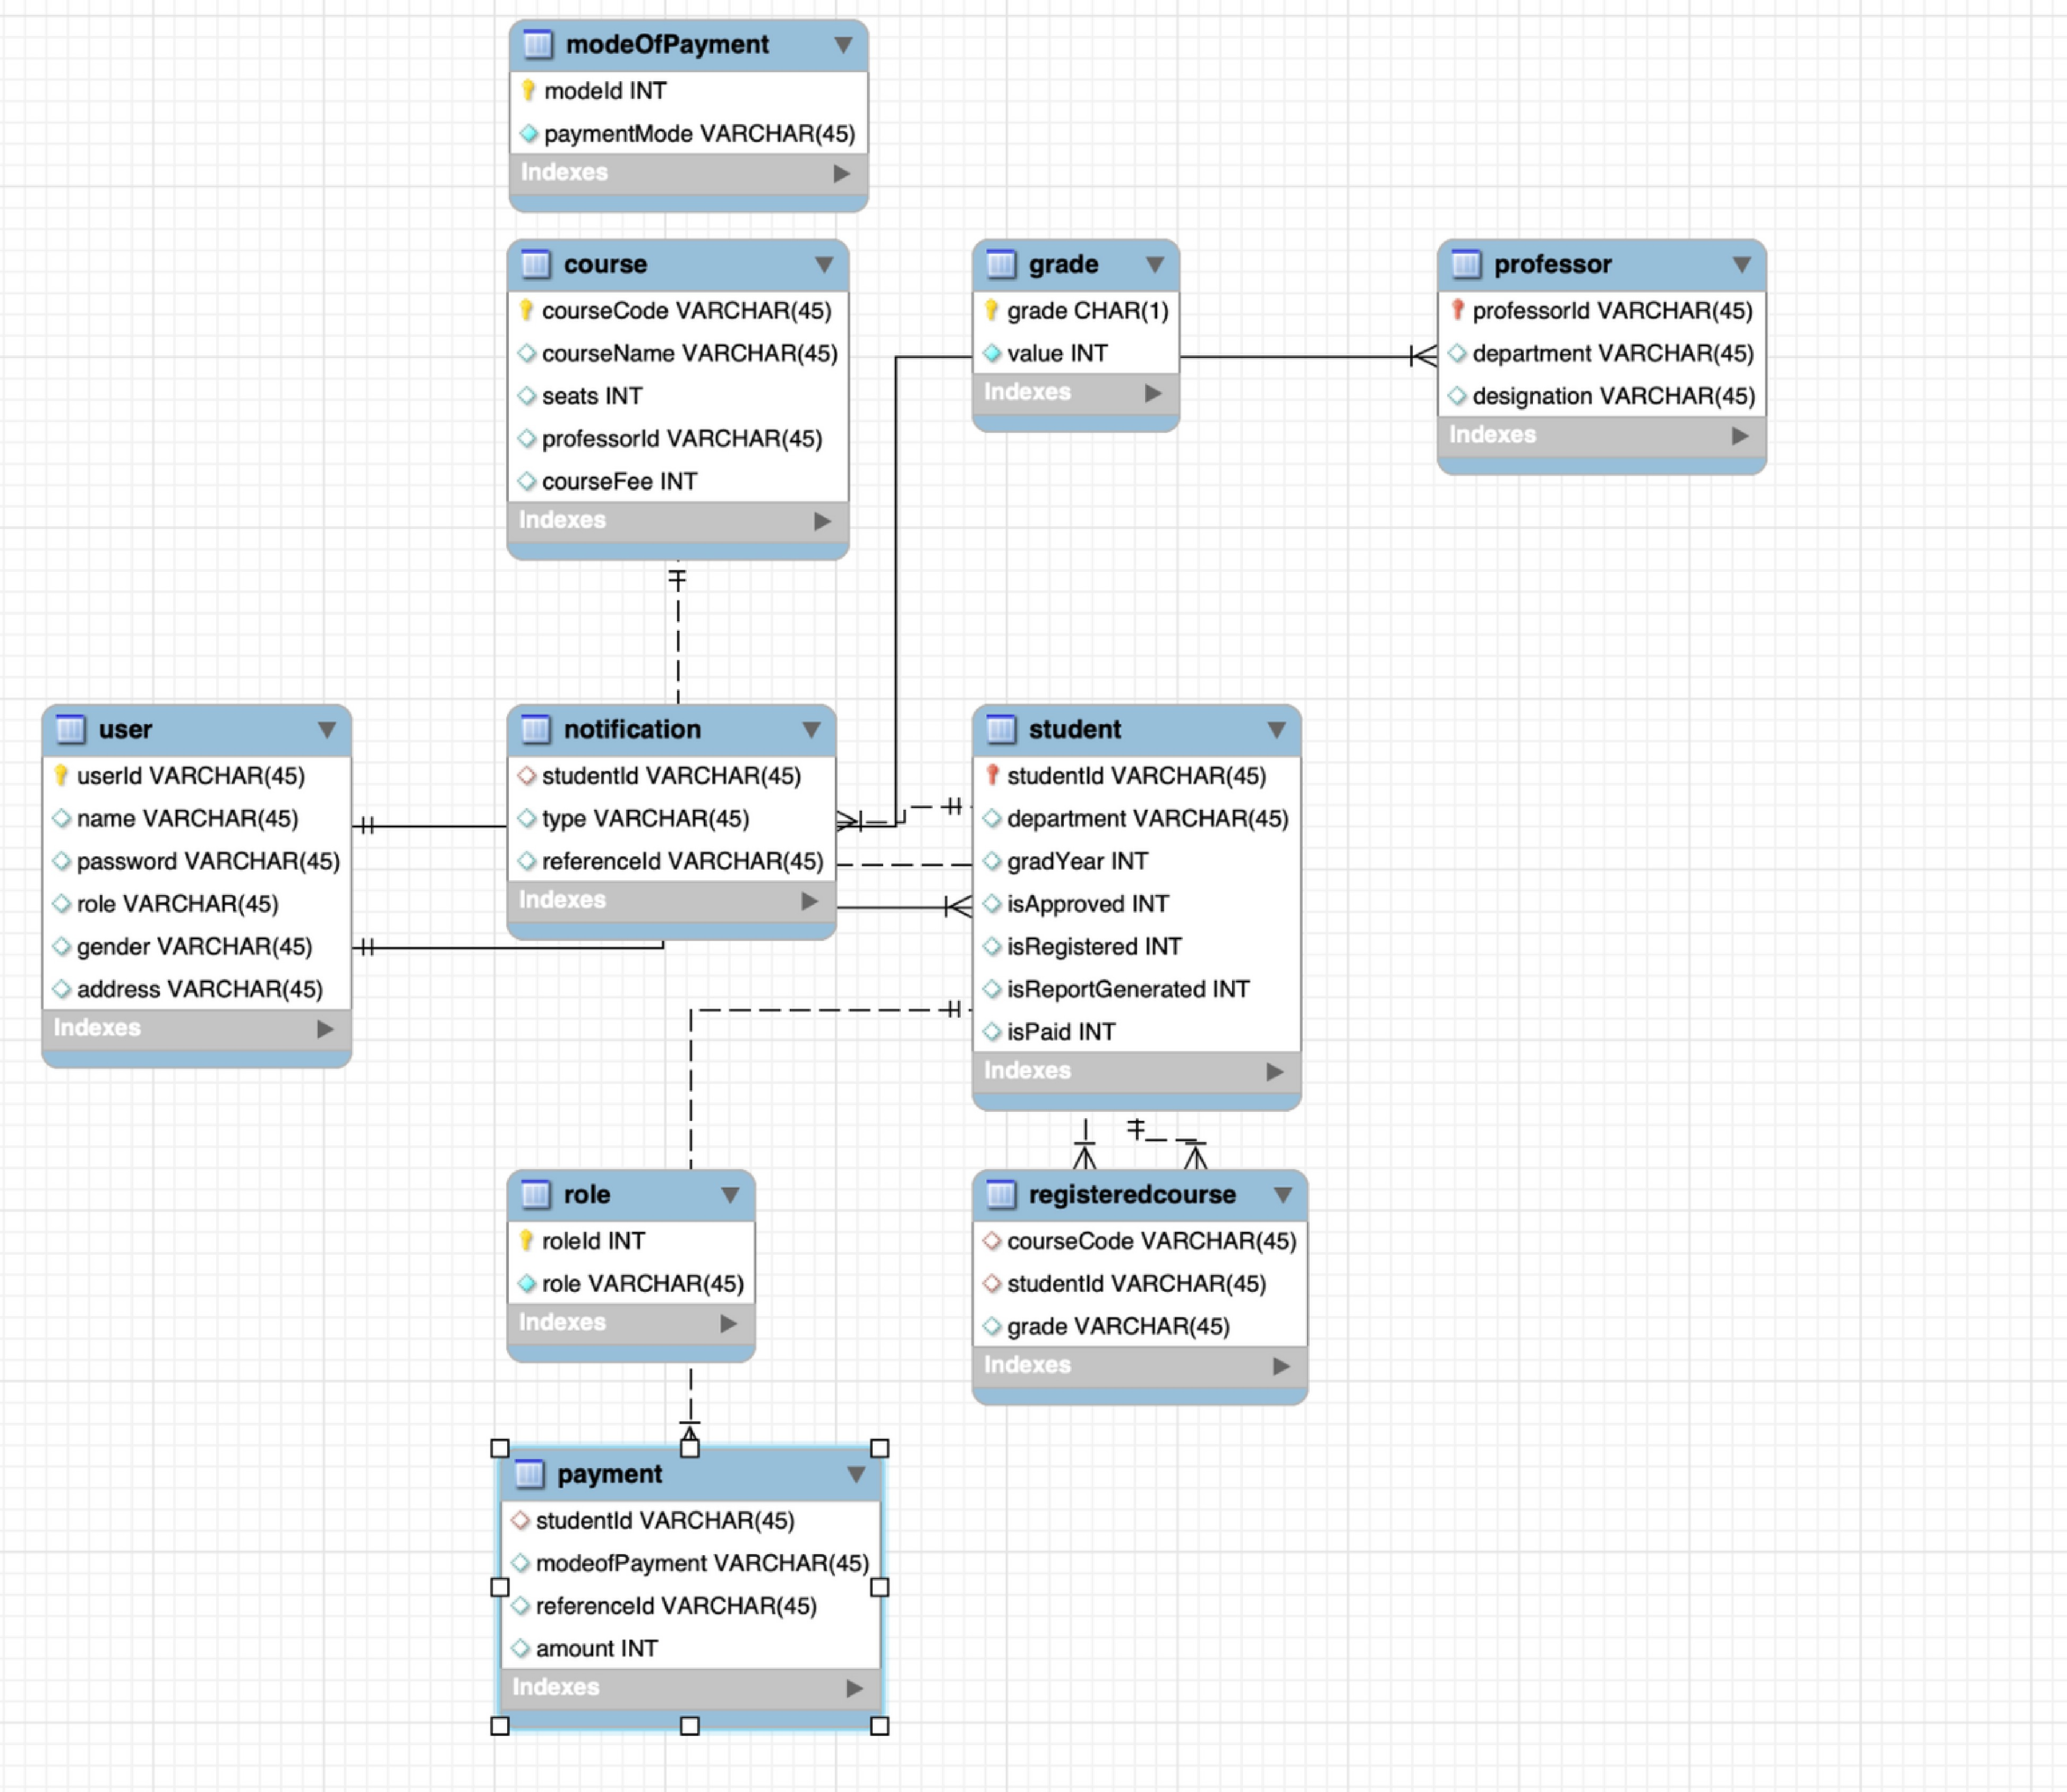 modeOfPayment
modeId INT
paymentMode VARCHAR(45)
Indexes
course
courseCode VARCHAR(45)
courseName VARCHAR(45)
seats INT
professorId VARCHAR(45)
courseFee INT
Indexes
grade
grade CHAR(1)
value INT
Indexes
professor
professorId VARCHAR(45)
department VARCHAR(45)
designation VARCHAR(45)
Indexes
user
userId VARCHAR(45)
name VARCHAR(45)
password VARCHAR(45)
role VARCHAR(45)
gender VARCHAR(45)
address VARCHAR(45)
Indexes
notification
studentId VARCHAR(45)
type VARCHAR(45)
referenceId VARCHAR(45)
Indexes
student
studentId VARCHAR(45)
department VARCHAR(45)
gradYear INT
isApproved INT
isRegistered INT
isReportGenerated INT
isPaid INT
Indexes
role
roleId INT
role VARCHAR(45)
Indexes
registeredcourse
courseCode VARCHAR(45)
studentId VARCHAR(45)
grade VARCHAR(45)
Indexes
payment
studentId VARCHAR(45)
modeofPayment VARCHAR(45)
referenceId VARCHAR(45)
amount INT
Indexes